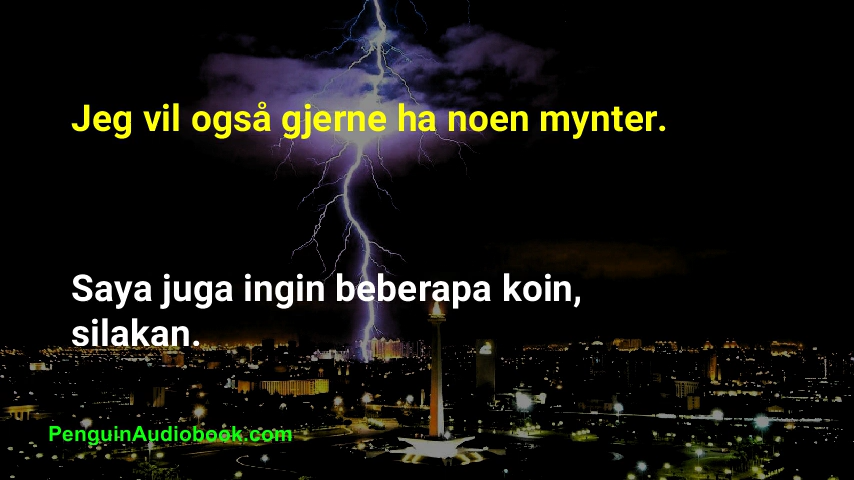 Jeg vil også gjerne ha noen mynter.
Saya juga ingin beberapa koin,
silakan.
PenguinAudiobook.com